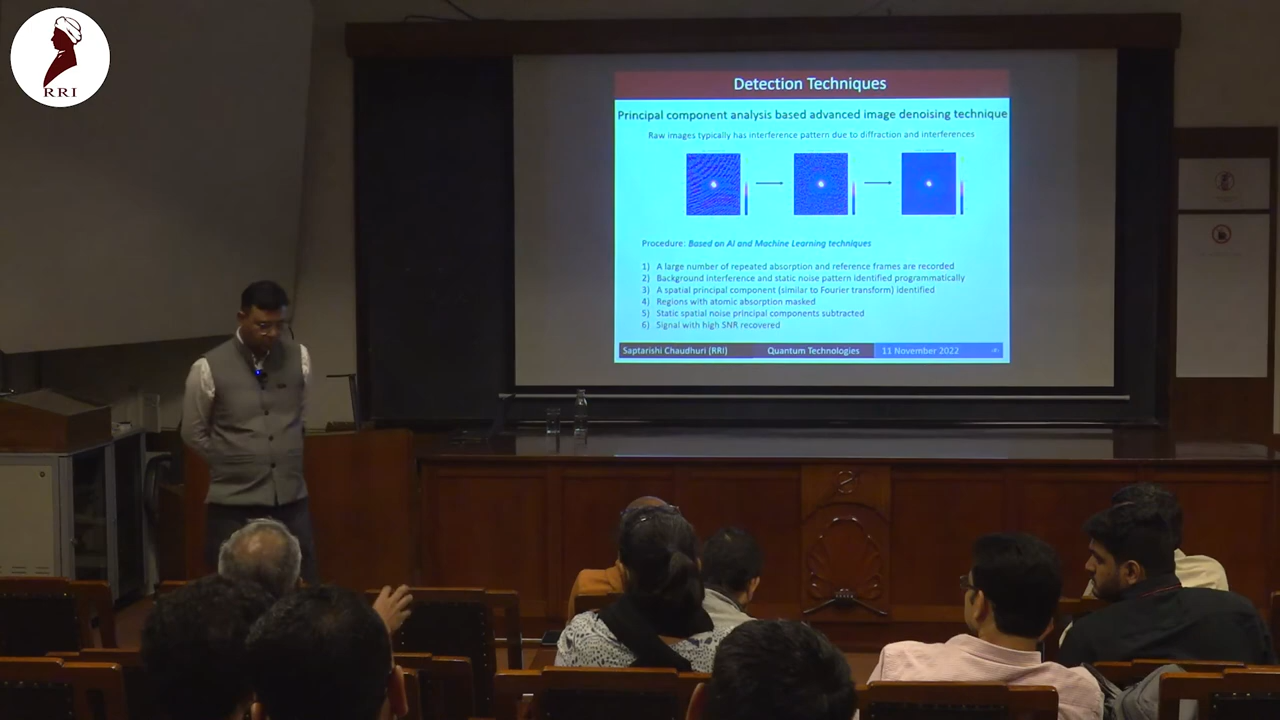 RRI
Detection Techniques
Principal component analysis based advanced image denoising technique
Raw images typically has interference pattern due to diffraction and interferences
Procedure: Based on AI and Machine Learning techniques
1) A large number of repeated absorption and reference frames are recorded
2) Background interference and static noise pattern identified programmatically
3) A spatial principal component (similar to Fourier transform) identified
4) Regions with atomic absorption masked
5) Static spatial noise principal components subtracted
6) Signal with high SNR recovered
Saptarishi Chaudhuri (RRI) Quantum Technologies 11 November 2022